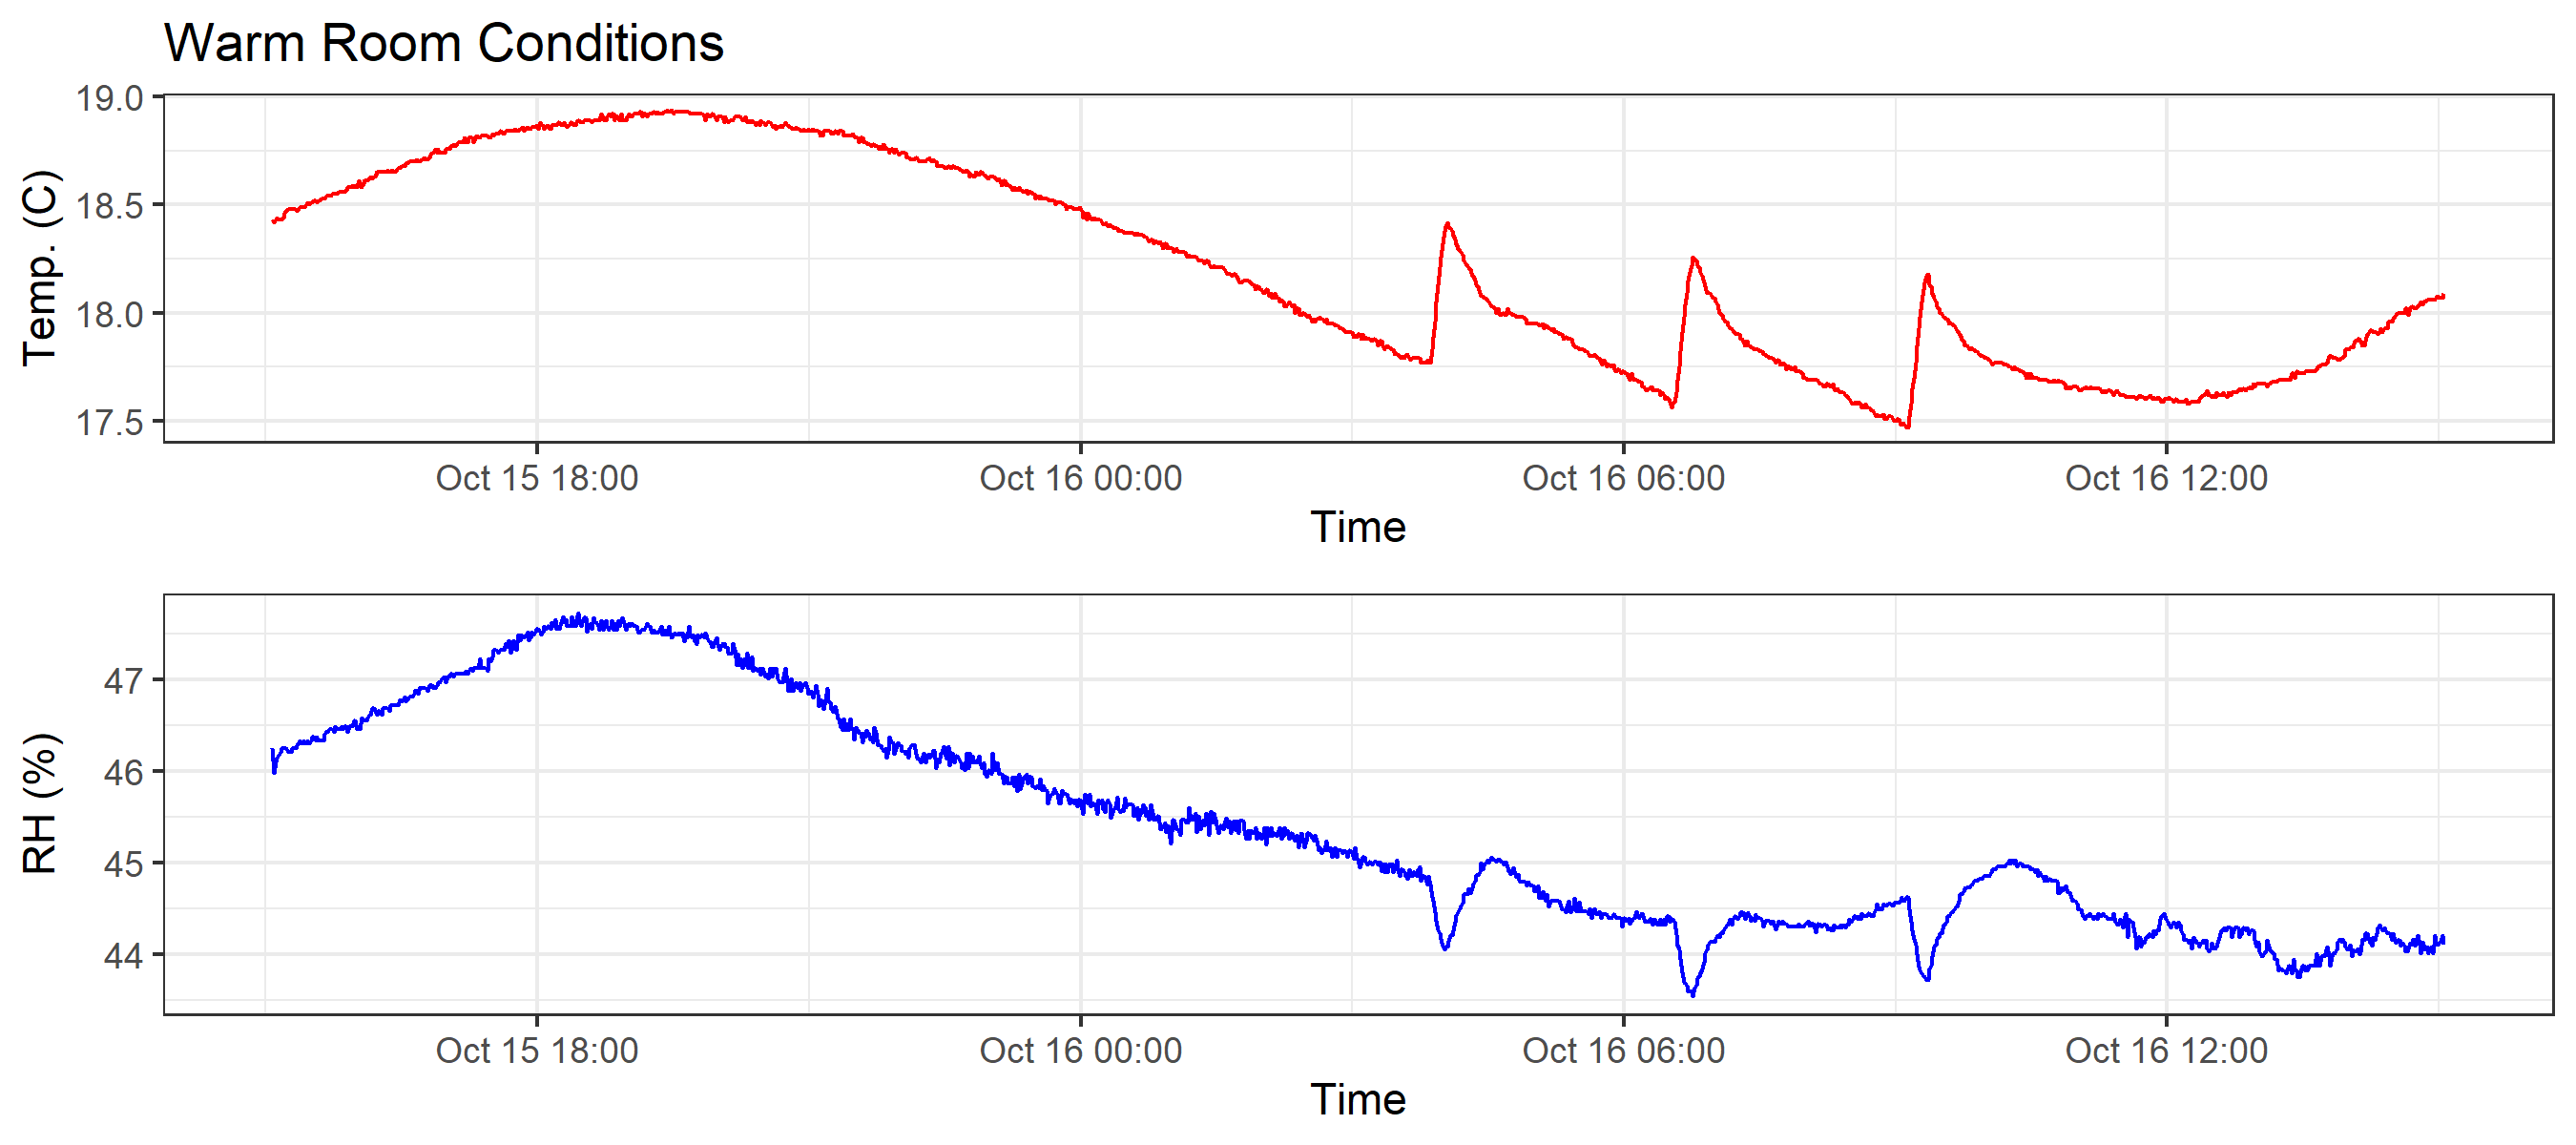 Warm Room Conditions
Temp. (C)
19.0
18.5
18.0
17.5
Oct 15 18:00 Oct 16 00:00 Oct 16 06:00 Oct 16 12:00
Time
RH (%)
47
46
45
44
Oct 15 18:00 Oct 16 00:00 Oct 16 06:00 Oct 16 12:00
Time